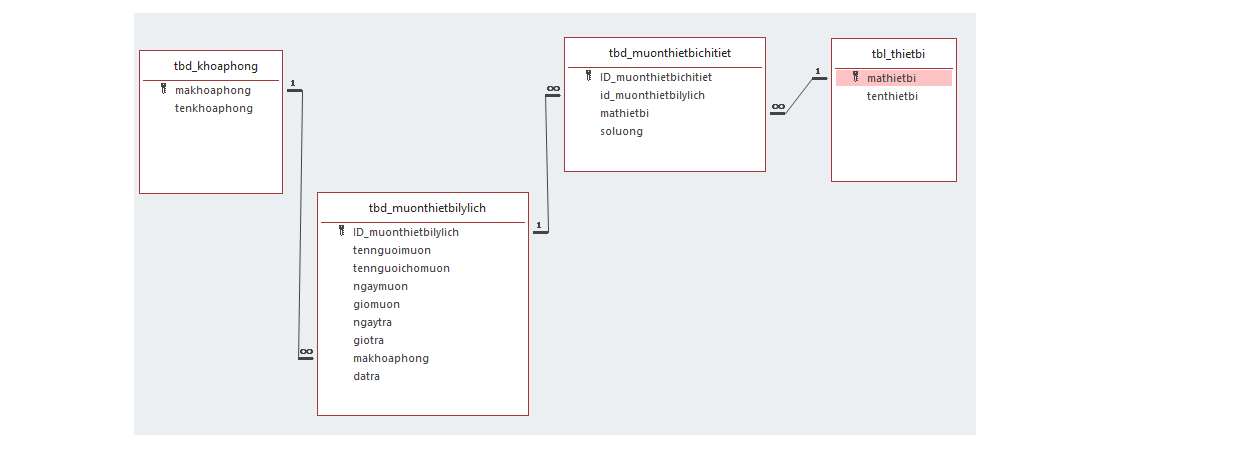 tbd_khoaphong
makhoaphong
tenkhoaphong
1
∞
tbd_muonthietbilylich
ID_muonthietbilylich
tennguoimuon
tennguoichomuon
ngaymuon
giomuon
ngaytra
giotra
makhoaphong
datra
1
∞
tbd_muonthietbichitiet
ID_muonthietbichitiet
id_muonthietbilylich
mathietbi
soluong
∞
1
tbl_thietbi
mathietbi
tenthietbi